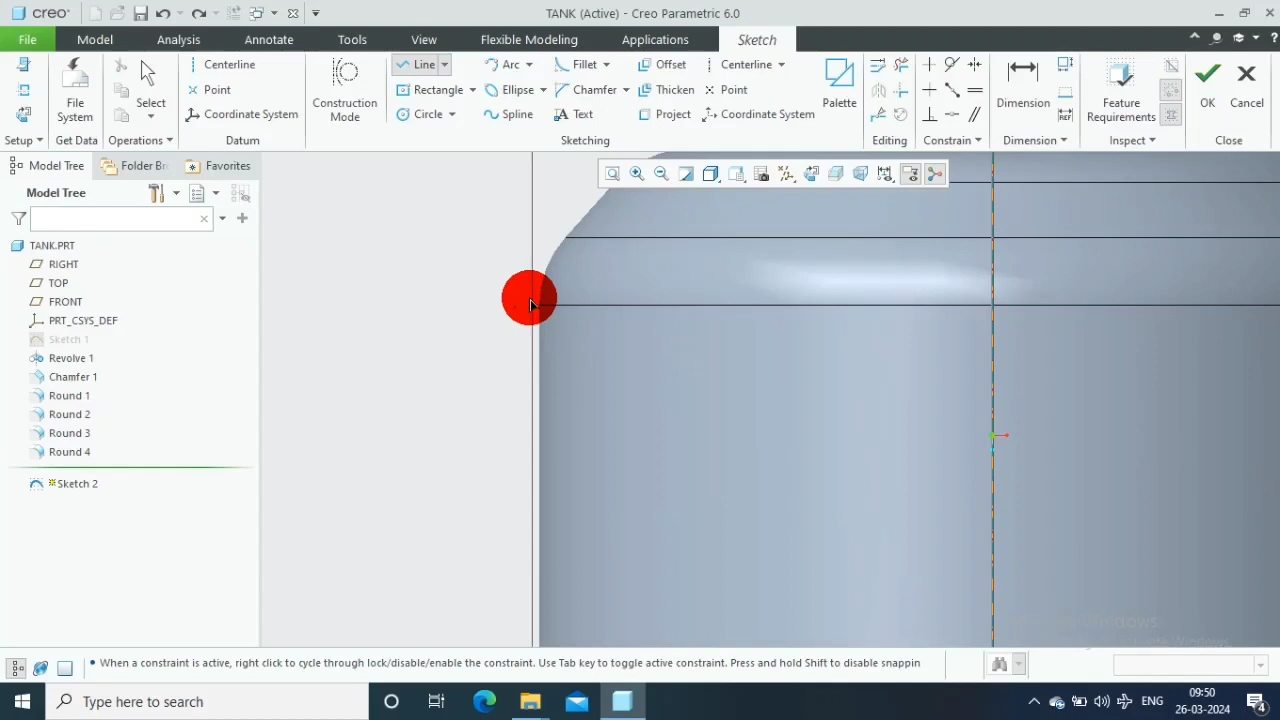 creo TANK (Active) - Creo Parametric 6.0
File Model Analysis Annotate Tools View Flexible Modeling Applications Sketch
Centerline Line Arc Fillet Offset Centerline
Point Rectangle Ellipse Chamfer Thicken Point
Coordinate System Circle Spline Text Project Coordinate System
File System Select Construction Mode Palette Dimension Feature Requirements OK Cancel
Setup Get Data Operations Datum Sketching Editing Constrain Dimension Inspect Close
Model Tree Folder Br Favorites
Model Tree
TANK.PRT
RIGHT
TOP
FRONT
PRT_CSYS_DEF
Sketch 1
Revolve 1
Chamfer 1
Round 1
Round 2
Round 3
Round 4
Sketch 2
When a constraint is active, right click to cycle through lock/disable/enable the constraint. Use Tab key to toggle active constraint. Press and hold Shift to disable snappin
Type here to search
ENG
09:50
26-03-2024
4